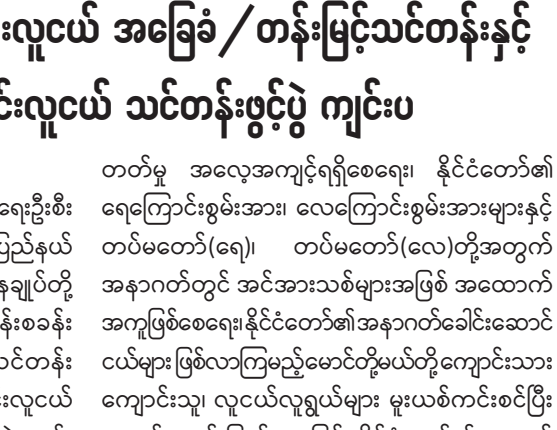 းလူငယ် အခြေခံ/တန်းမြင့်သင်တန်းနှင့်
င်းလူငယ် သင်တန်းဖွင့်ပွဲ ကျင်းပ
ရေးဦးစီး
ပြည်နယ်
နချုပ်တို့
န်းစခန်း
သင်တန်း
းလူငယ်
တတ်မှု အလေ့အကျင့်ရရှိစေရေး၊ နိုင်ငံတော်၏
ရေကြောင်းစွမ်းအား၊ လေကြောင်းစွမ်းအားများနှင့်
တပ်မတော်(ရေ)၊ တပ်မတော်(လေ)တို့အတွက်
အနာဂတ်တွင် အင်အားသစ်များအဖြစ် အထောက်
အကူဖြစ်စေရေး၊နိုင်ငံတော်၏အနာဂတ်ခေါင်းဆောင်
ငယ်များဖြစ်လာကြမည့်မောင်တို့မယ်တို့ကျောင်းသား
ကျောင်းသူ၊ လူငယ်လူရွယ်များ မူးယစ်ကင်းစင်ပြီး